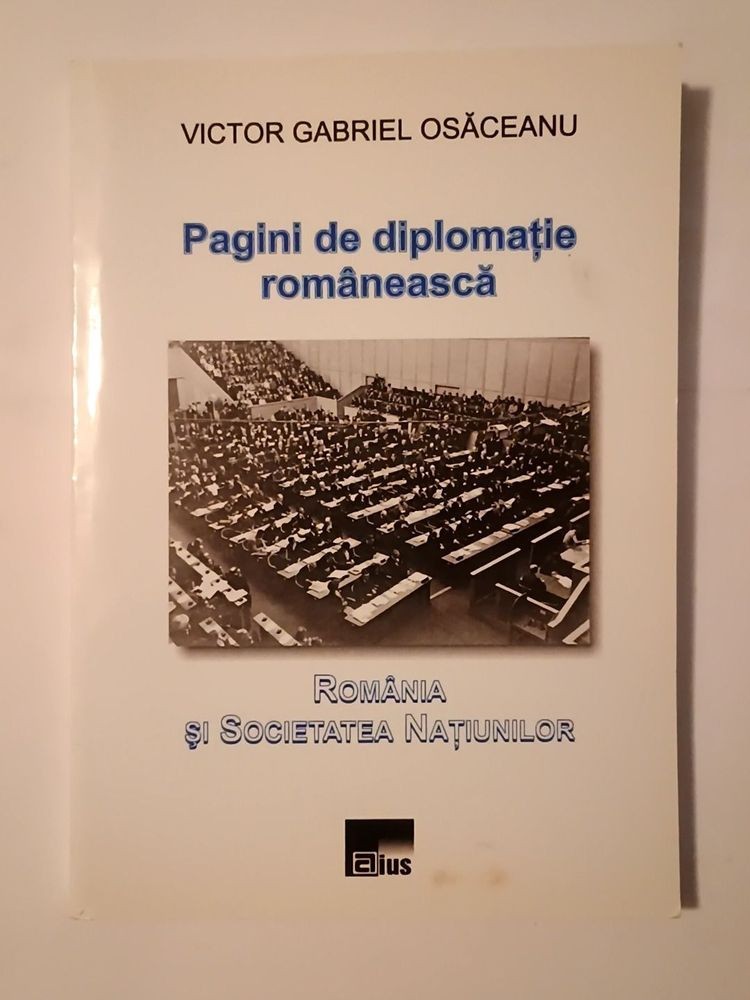 VICTOR GABRIEL OSĂCEANU
Pagini de diplomaţie
românească
ROMÂNIA
ŞI SOCIETATEA NAŢIUNILOR
aius